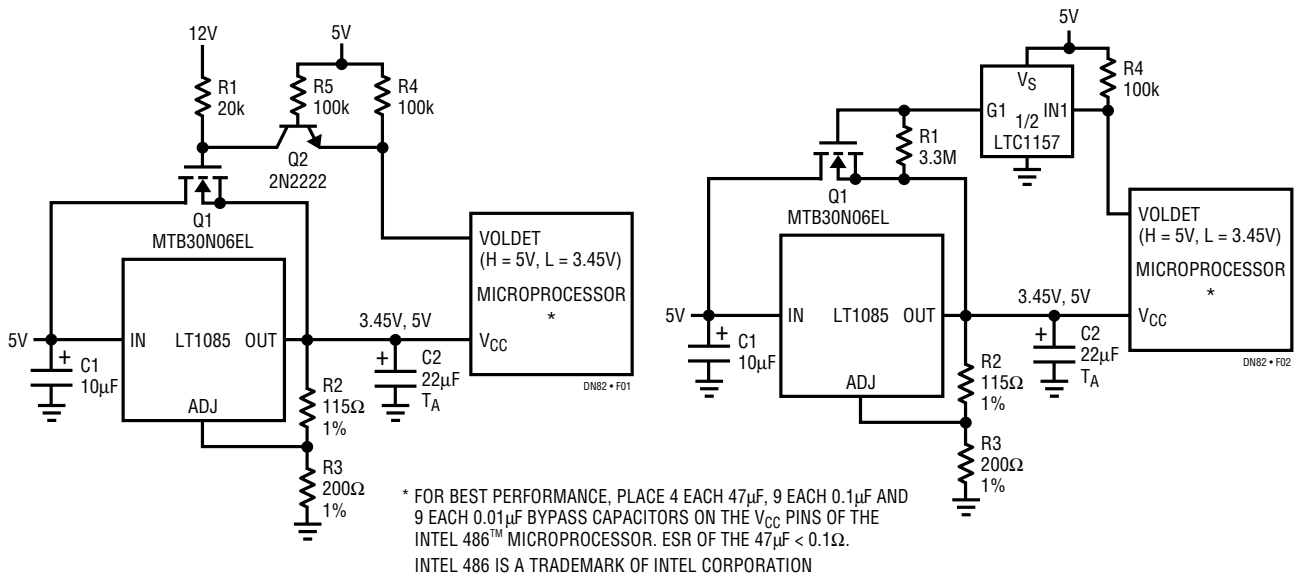 12V
5V
R1
20k
R5
100k
R4
100k
Q2
2N2222
Q1
MTB30N06EL
VOLDET
(H = 5V, L = 3.45V)
MICROPROCESSOR
*
VCC
5V
IN LT1085 OUT
ADJ
3.45V, 5V
+
C1
10µF
+
C2
22µF
TA
R2
115Ω
1%
R3
200Ω
1%
DN82 • F01
5V
VS
G1 IN1
1/2
LTC1157
R4
100k
R1
3.3M
Q1
MTB30N06EL
VOLDET
(H = 5V, L = 3.45V)
MICROPROCESSOR
*
VCC
5V
IN LT1085 OUT
ADJ
3.45V, 5V
+
C1
10µF
+
C2
22µF
TA
R2
115Ω
1%
R3
200Ω
1%
DN82 • F02
* FOR BEST PERFORMANCE, PLACE 4 EACH 47µF, 9 EACH 0.1µF AND
9 EACH 0.01µF BYPASS CAPACITORS ON THE VCC PINS OF THE
INTEL 486™ MICROPROCESSOR. ESR OF THE 47µF < 0.1Ω.
INTEL 486 IS A TRADEMARK OF INTEL CORPORATION